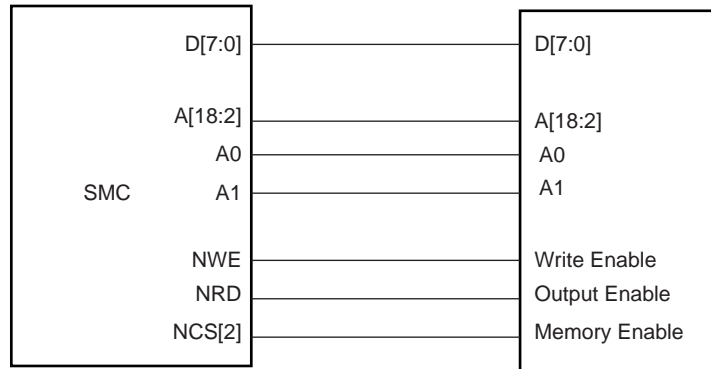 D[7:0] D[7:0]
A[18:2] A[18:2]
A0 A0
SMC A1 A1
NWE Write Enable
NRD Output Enable
NCS[2] Memory Enable